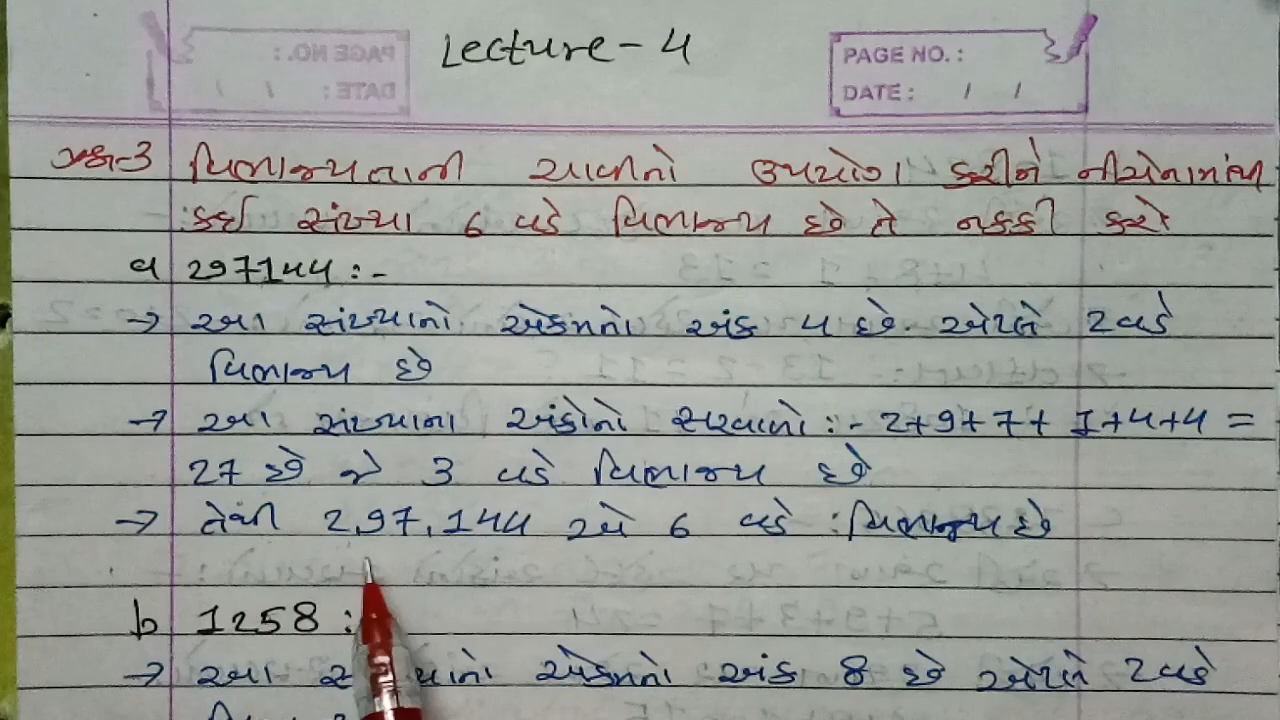 Lecture - 4
PAGE NO. :
DATE : / /
પ્રશ્ન-3 વિભાજ્યતાની ચાવીનો ઉપયોગ કરીને નીચેનામાંથી
કઈ સંખ્યા 6 વડે વિભાજ્ય છે તે નક્કી કરો
a 297144 :-
→ આ સંખ્યાનો એકમનો અંક 4 છે. એટલે 2 વડે
વિભાજ્ય છે
→ આ સંખ્યાના અંકોનો સરવાળો :- 2+9+7+1+4+4 =
27 છે જે 3 વડે વિભાજ્ય છે
→ તેથી 2,97,144 એ 6 વડે વિભાજ્ય છે
b 1258 :
→ આ એકમનો અંક 8 છે એટલે 2 વડે